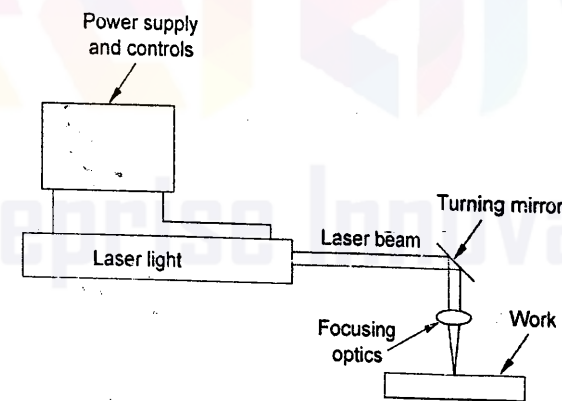 Power supply
and controls
Turning mirror
Laser beam
Laser light
Focusing
optics
Work